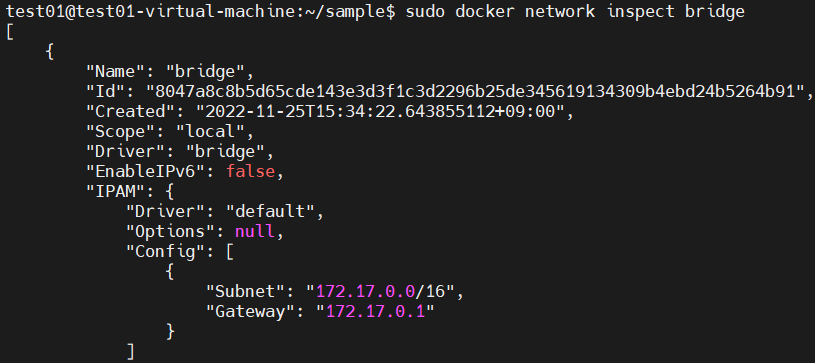 test01@test01-virtual-machine:~/sample$ sudo docker network inspect bridge
[
    {
        "Name": "bridge",
        "Id": "8047a8c8b5d65cde143e3d3f1c3d2296b25de345619134309b4ebd24b5264b91",
        "Created": "2022-11-25T15:34:22.643855112+09:00",
        "Scope": "local",
        "Driver": "bridge",
        "EnableIPv6": false,
        "IPAM": {
            "Driver": "default",
            "Options": null,
            "Config": [
                {
                    "Subnet": "172.17.0.0/16",
                    "Gateway": "172.17.0.1"
                }
            ]